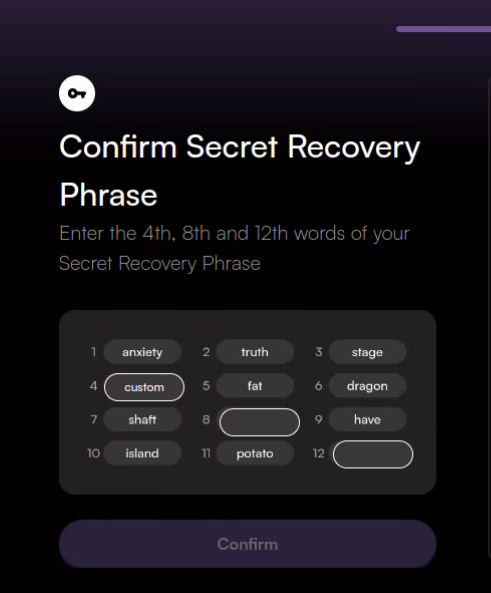 Confirm Secret Recovery
Phrase
Enter the 4th, 8th and 12th words of your
Secret Recovery Phrase
1 anxiety 2 truth 3 stage
4 custom 5 fat 6 dragon
7 shaft 8 9 have
10 island 11 potato 12
Confirm